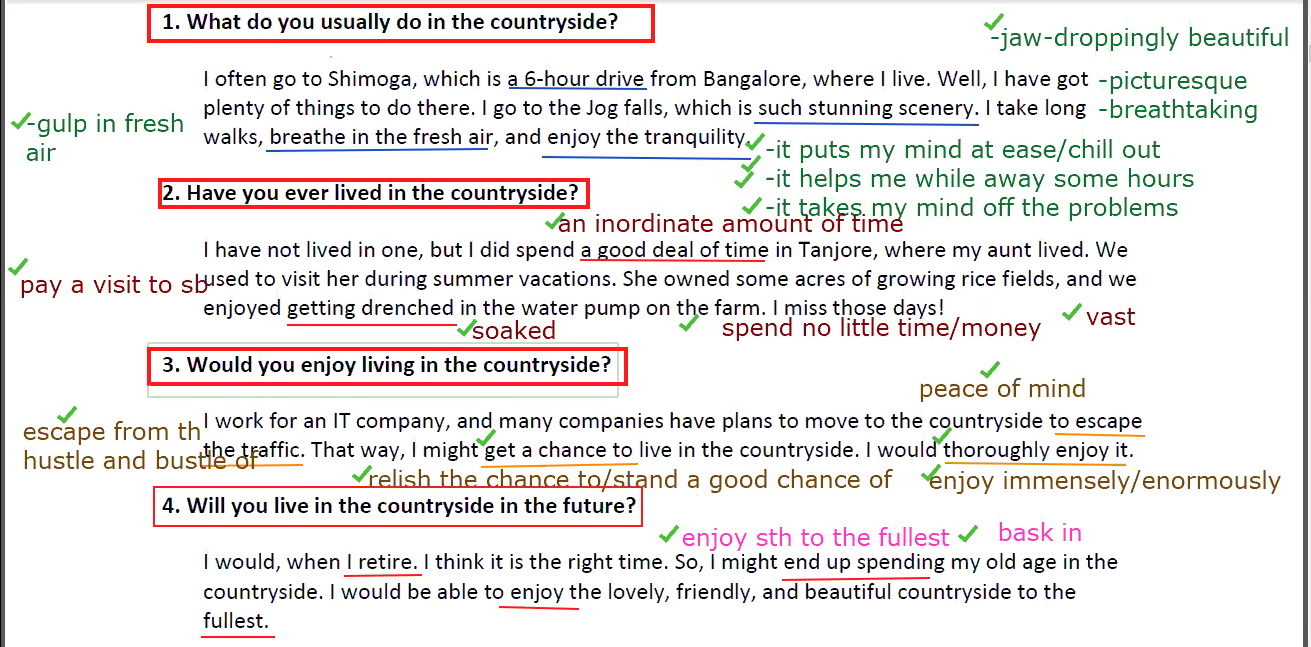 1. What do you usually do in the countryside?
-jaw-droppingly beautiful
I often go to Shimoga, which is a 6-hour drive from Bangalore, where I live. Well, I have got
-picturesque
plenty of things to do there. I go to the Jog falls, which is such stunning scenery. I take long
-breathtaking
-gulp in fresh
air
walks, breathe in the fresh air, and enjoy the tranquility.
-it puts my mind at ease/chill out
-it helps me while away some hours
-it takes my mind off the problems
2. Have you ever lived in the countryside?
an inordinate amount of time
I have not lived in one, but I did spend a good deal of time in Tanjore, where my aunt lived. We
pay a visit to sb
used to visit her during summer vacations. She owned some acres of growing rice fields, and we
enjoyed getting drenched in the water pump on the farm. I miss those days!
soaked
spend no little time/money
vast
3. Would you enjoy living in the countryside?
peace of mind
I work for an IT company, and many companies have plans to move to the countryside to escape
escape from th
hustle and bustle of
the traffic. That way, I might get a chance to live in the countryside. I would thoroughly enjoy it.
relish the chance to/stand a good chance of
enjoy immensely/enormously
4. Will you live in the countryside in the future?
enjoy sth to the fullest
bask in
I would, when I retire. I think it is the right time. So, I might end up spending my old age in the
countryside. I would be able to enjoy the lovely, friendly, and beautiful countryside to the
fullest.